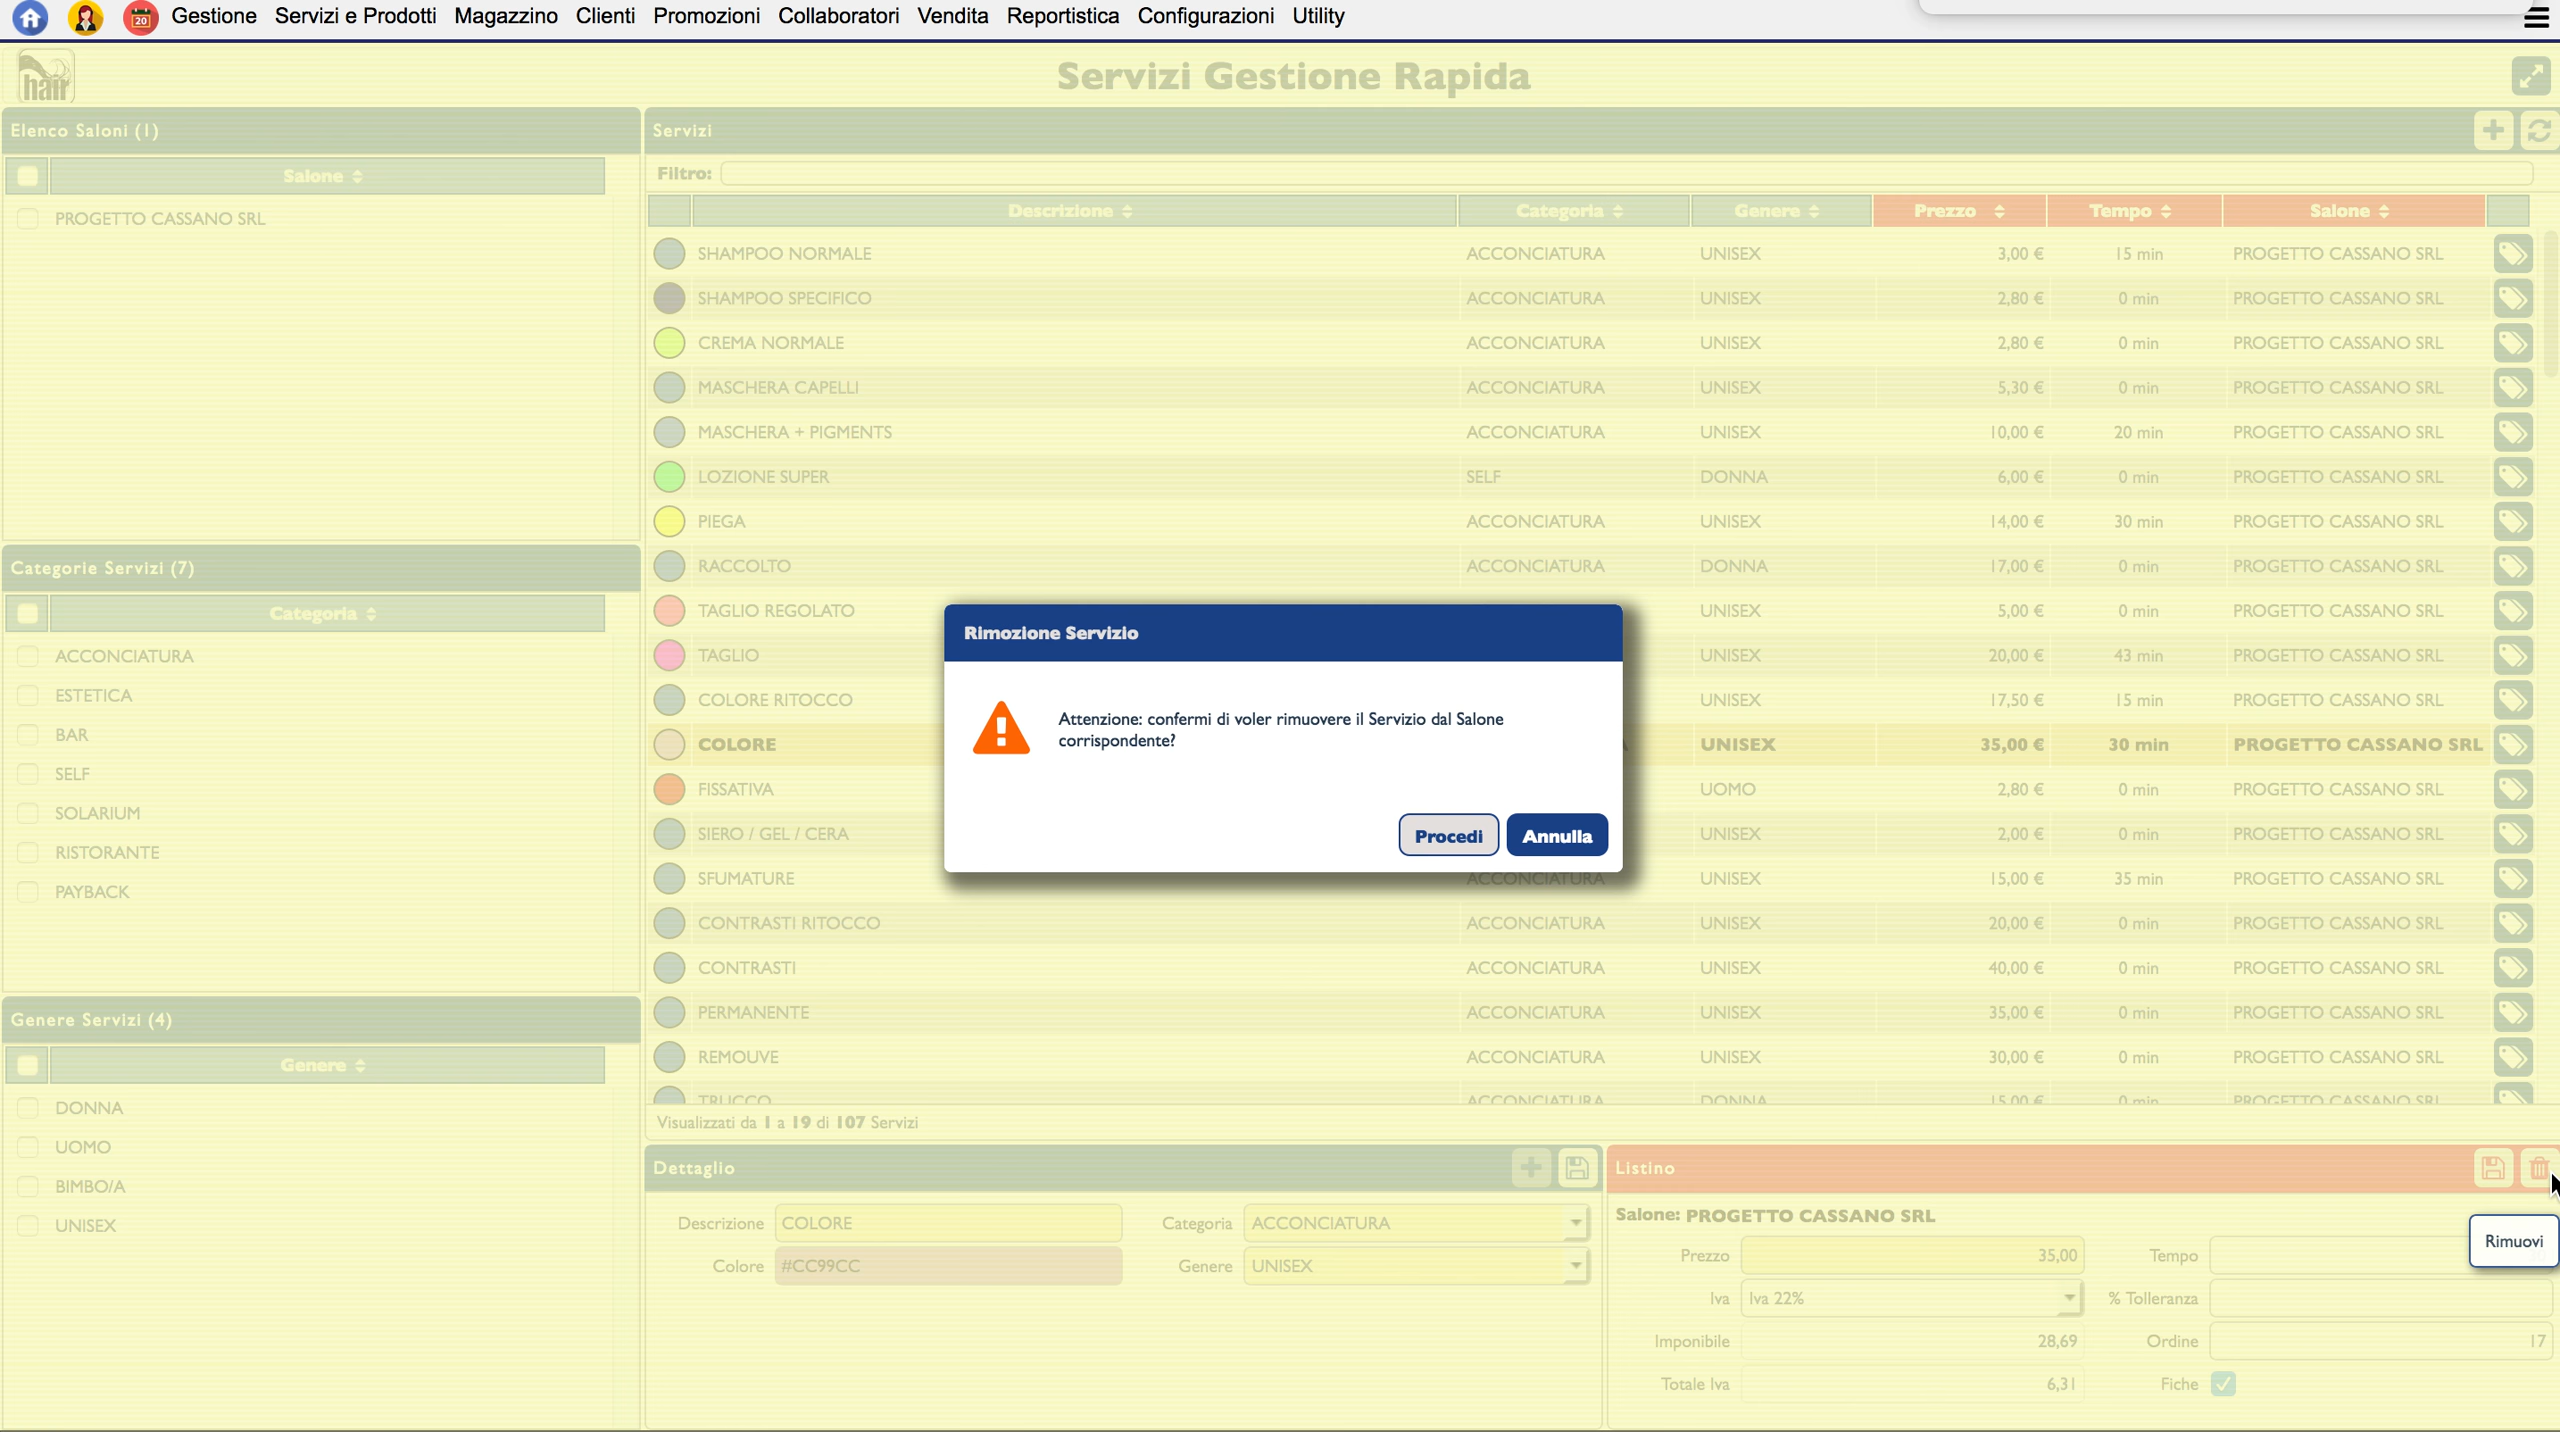 20 Gestione Servizi e Prodotti Magazzino Clienti Promozioni Collaboratori Vendita Reportistica Configurazioni Utility
hair
Servizi Gestione Rapida
Elenco Saloni (1)
Salone
PROGETTO CASSANO SRL
Categorie Servizi (7)
Categoria
ACCONCIATURA
ESTETICA
BAR
SELF
SOLARIUM
RISTORANTE
PAYBACK
Genere Servizi (4)
Genere
DONNA
UOMO
BIMBO/A
UNISEX
Servizi
Filtro:
Descrizione Categoria Genere Prezzo Tempo Salone
SHAMPOO NORMALE ACCONCIATURA UNISEX 3,00 € 15 min PROGETTO CASSANO SRL
SHAMPOO SPECIFICO ACCONCIATURA UNISEX 2,80 € 0 min PROGETTO CASSANO SRL
CREMA NORMALE ACCONCIATURA UNISEX 2,80 € 0 min PROGETTO CASSANO SRL
MASCHERA CAPELLI ACCONCIATURA UNISEX 5,30 € 0 min PROGETTO CASSANO SRL
MASCHERA + PIGMENTS ACCONCIATURA UNISEX 10,00 € 20 min PROGETTO CASSANO SRL
LOZIONE SUPER SELF DONNA 6,00 € 0 min PROGETTO CASSANO SRL
PIEGA ACCONCIATURA UNISEX 14,00 € 30 min PROGETTO CASSANO SRL
RACCOLTO ACCONCIATURA DONNA 17,00 € 0 min PROGETTO CASSANO SRL
TAGLIO REGOLATO UNISEX 5,00 € 0 min PROGETTO CASSANO SRL
TAGLIO UNISEX 20,00 € 43 min PROGETTO CASSANO SRL
COLORE RITOCCO UNISEX 17,50 € 15 min PROGETTO CASSANO SRL
COLORE UNISEX 35,00 € 30 min PROGETTO CASSANO SRL
FISSATIVA UOMO 2,80 € 0 min PROGETTO CASSANO SRL
SIERO / GEL / CERA UNISEX 2,00 € 0 min PROGETTO CASSANO SRL
SFUMATURE ACCONCIATURA UNISEX 15,00 € 35 min PROGETTO CASSANO SRL
CONTRASTI RITOCCO ACCONCIATURA UNISEX 20,00 € 0 min PROGETTO CASSANO SRL
CONTRASTI ACCONCIATURA UNISEX 40,00 € 0 min PROGETTO CASSANO SRL
PERMANENTE ACCONCIATURA UNISEX 35,00 € 0 min PROGETTO CASSANO SRL
REMOUVE ACCONCIATURA UNISEX 30,00 € 0 min PROGETTO CASSANO SRL
TRUCCO ACCONCIATURA DONNA 15,00 € 0 min PROGETTO CASSANO SRL
Visualizzati da 1 a 19 di 107 Servizi
Rimozione Servizio
Attenzione: confermi di voler rimuovere il Servizio dal Salone
corrispondente?
Procedi Annulla
Dettaglio
Descrizione COLORE Categoria ACCONCIATURA
Colore #CC99CC Genere UNISEX
Listino
Salone: PROGETTO CASSANO SRL
Prezzo 35,00 Tempo
Rimuovi
Iva Iva 22% % Tolleranza
Imponibile 28,69 Ordine 17
Totale Iva 6,31 Fiche